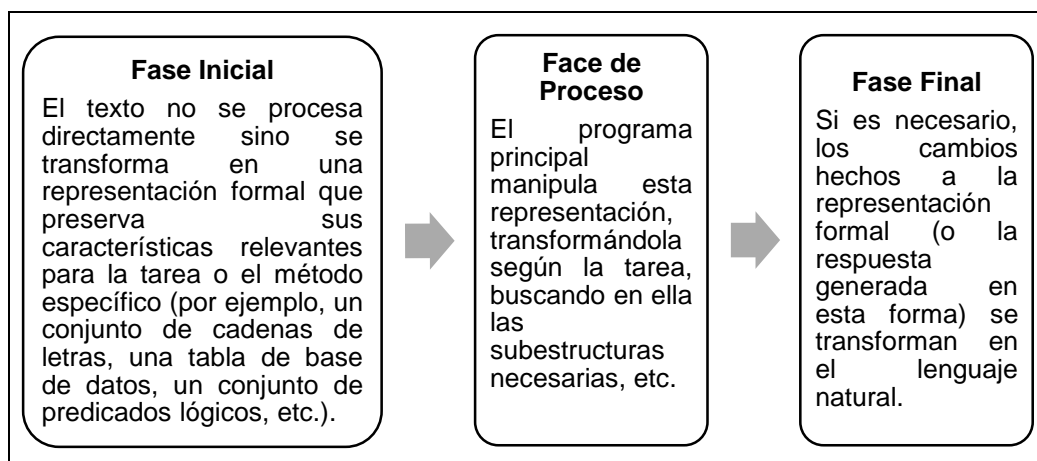 Fase Inicial
El texto no se procesa
directamente sino se
transforma en una
representación formal que
preserva sus
características relevantes
para la tarea o el método
específico (por ejemplo, un
conjunto de cadenas de
letras, una tabla de base
de datos, un conjunto de
predicados lógicos, etc.).
Face de
Proceso
El programa
principal
manipula esta
representación,
transformándola
según la tarea,
buscando en ella
las
subestructuras
necesarias, etc.
Fase Final
Si es necesario,
los cambios
hechos a la
representación
formal (o la
respuesta
generada en
esta forma) se
transforman en
el lenguaje
natural.